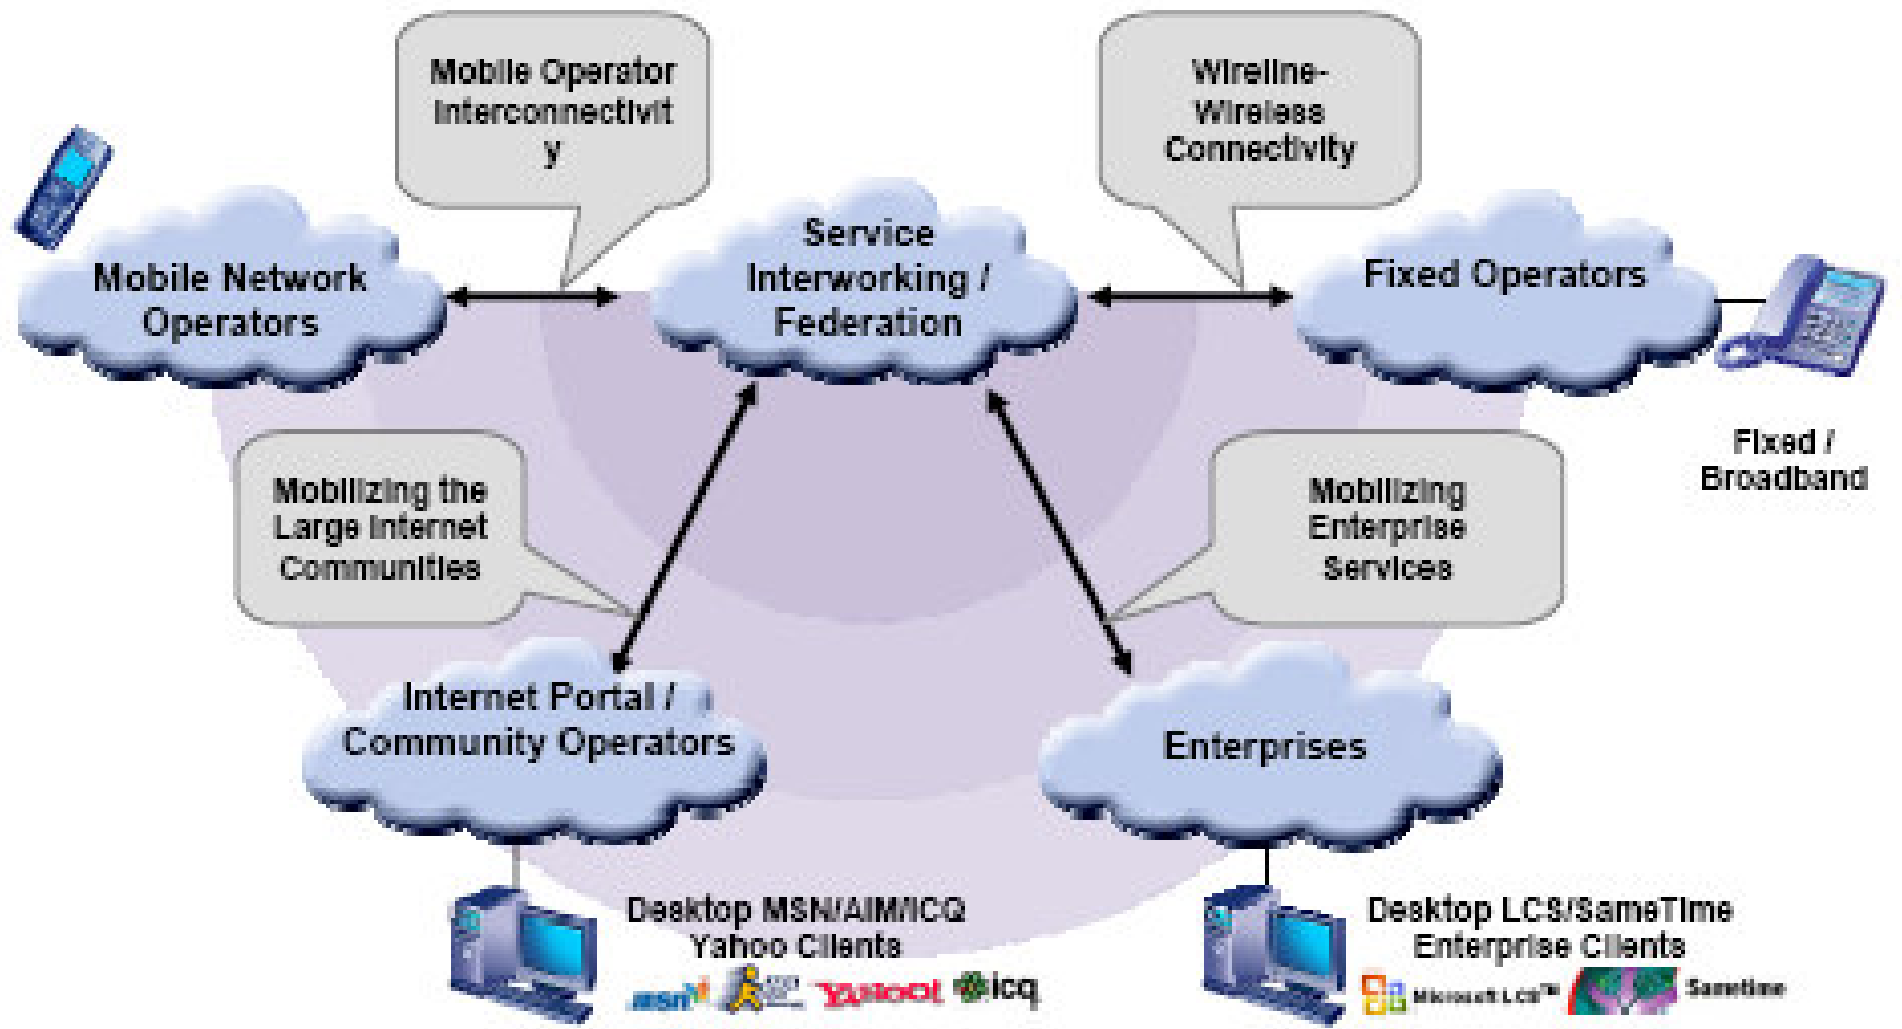 Mobile Operator
Interconnectivit
y
Wireline-
Wireless
Connectivity
Mobile Network
Operators
Service
Interworking /
Federation
Fixed Operators
Fixed /
Broadband
Mobilizing the
Large Internet
Communities
Mobilizing
Enterprise
Services
Internet Portal /
Community Operators
Enterprises
Desktop MSN/AIM/ICQ
Yahoo Clients
msn
YAHOO!
icq
Desktop LCS/SameTime
Enterprise Clients
Microsoft LCS™
Sametime